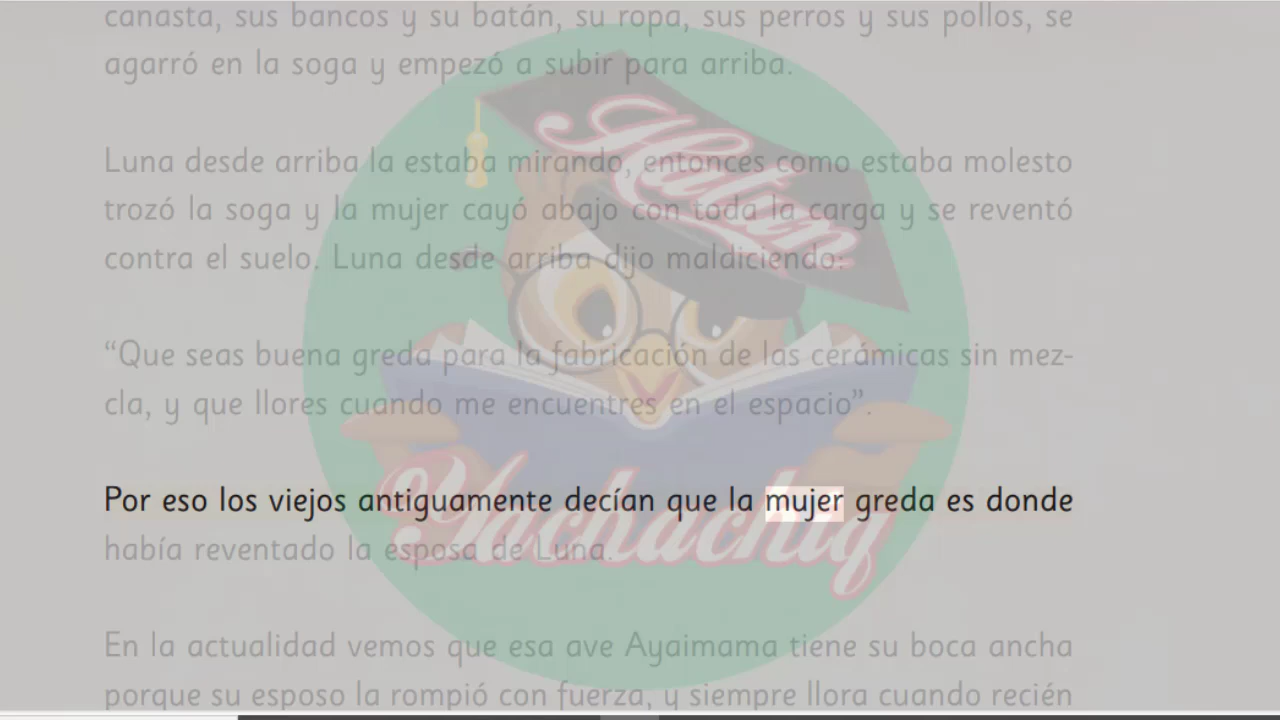 canasta, sus bancos y su batán, su ropa, sus perros y sus pollos, se
agarró en la soga y empezó a subir para arriba.
Luna desde arriba la estaba mirando, entonces como estaba molesto
trozó la soga y la mujer cayó abajo con toda la carga y se reventó
contra el suelo. Luna desde arriba dijo maldiciendo:
“Que seas buena greda para la fabricación de las cerámicas sin mez-
cla, y que llores cuando me encuentres en el espacio”.
Por eso los viejos antiguamente decían que la mujer greda es donde
había reventado la esposa de Luna.
En la actualidad vemos que esa ave Ayaimama tiene su boca ancha
porque su esposo la rompió con fuerza, y siempre llora cuando recién
Hatun
Yachachiq